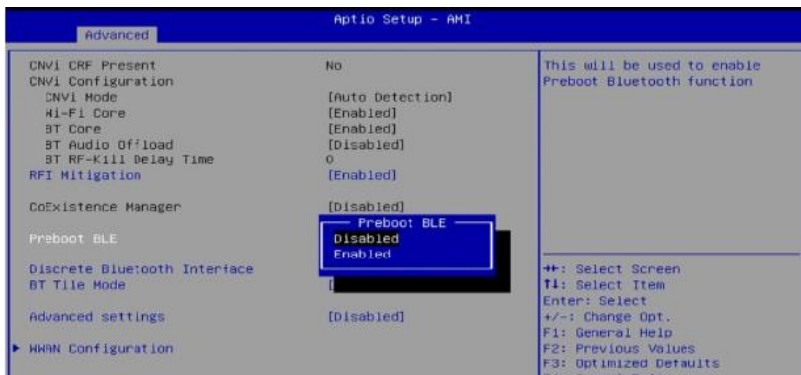 Aptio Setup - AMI
Advanced
CNVi CRF Present No
CNVi Configuration
CNVi Mode [Auto Detection]
Wi-Fi Core [Enabled]
BT Core [Enabled]
BT Audio Offload [Disabled]
BT RF-Kill Delay Time 0
RFI Mitigation [Enabled]
CoExistence Manager [Disabled]
Preboot BLE
Discrete Bluetooth Interface
BT Tile Mode [
Advanced settings [Disabled]
WWAN Configuration
Preboot BLE
Disabled
Enabled
This will be used to enable
Preboot Bluetooth function
→←: Select Screen
↑↓: Select Item
Enter: Select
+/-: Change Opt.
F1: General Help
F2: Previous Values
F3: Optimized Defaults